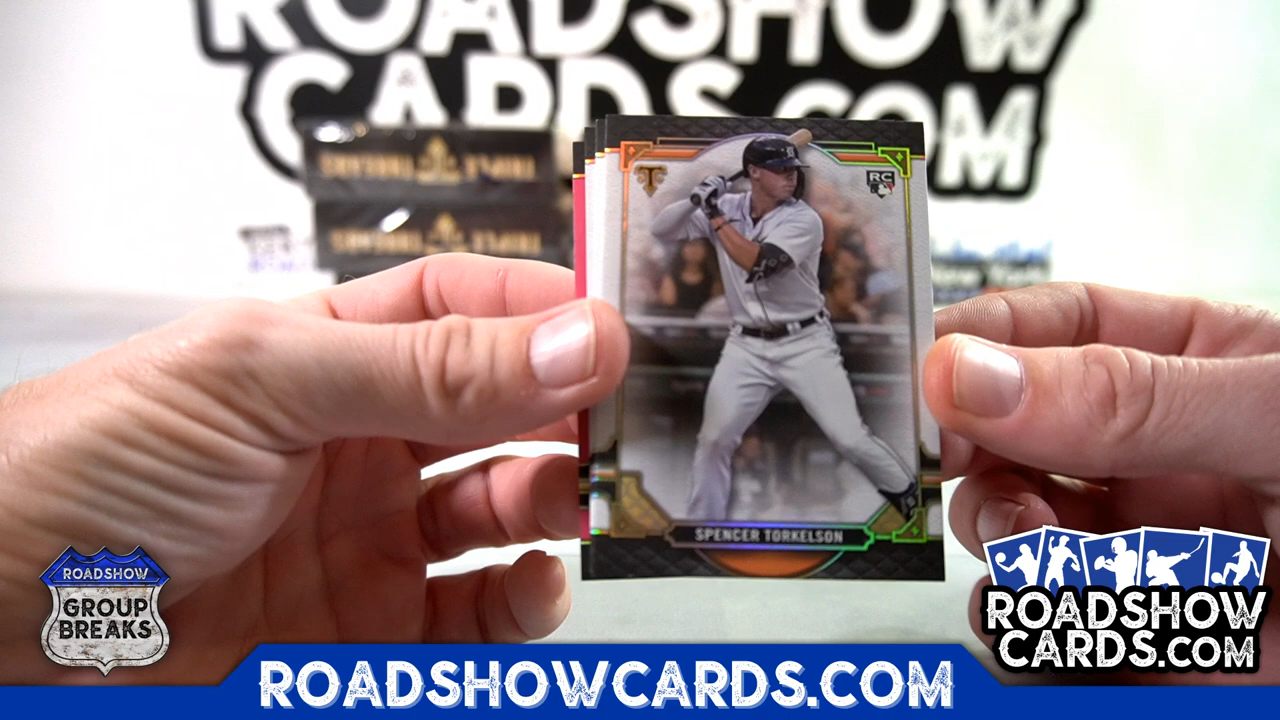 ROADSHOW
CARDS.COM
RC
SPENCER TORKELSON
ROADSHOW
GROUP
BREAKS
ROADSHOW
CARDS.COM
ROADSHOWCARDS.COM